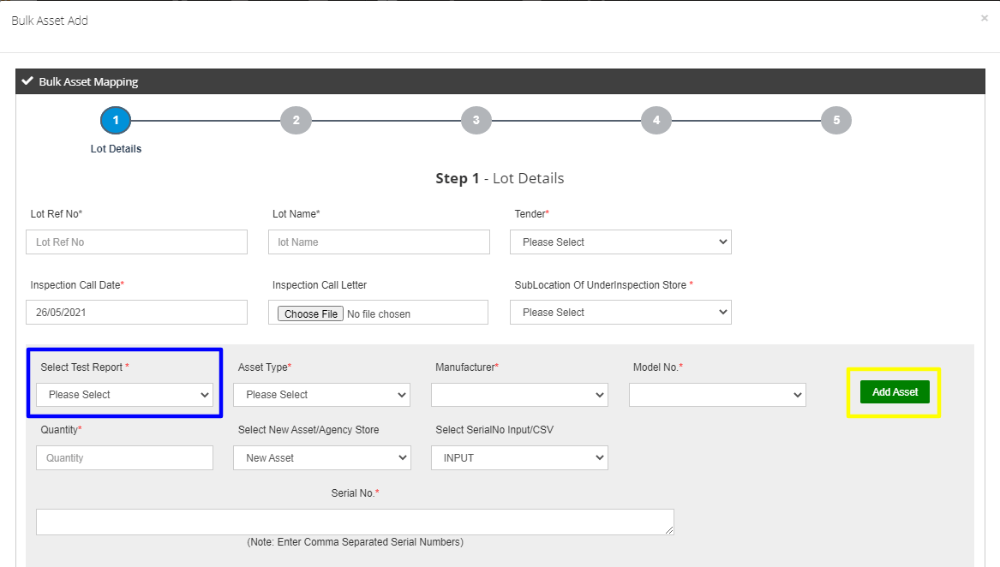 Bulk Asset Add
×
Bulk Asset Mapping
1 2 3 4 5
Lot Details
Step 1 - Lot Details
Lot Ref No* Lot Name* Tender*
Lot Ref No lot Name Please Select
Inspection Call Date* Inspection Call Letter SubLocation Of UnderInspection Store *
26/05/2021 Choose File No file chosen Please Select
Select Test Report * Asset Type* Manufacturer* Model No.*
Please Select Please Select Add Asset
Quantity* Select New Asset/Agency Store Select SerialNo Input/CSV
Quantity New Asset INPUT
Serial No.*
(Note: Enter Comma Separated Serial Numbers)